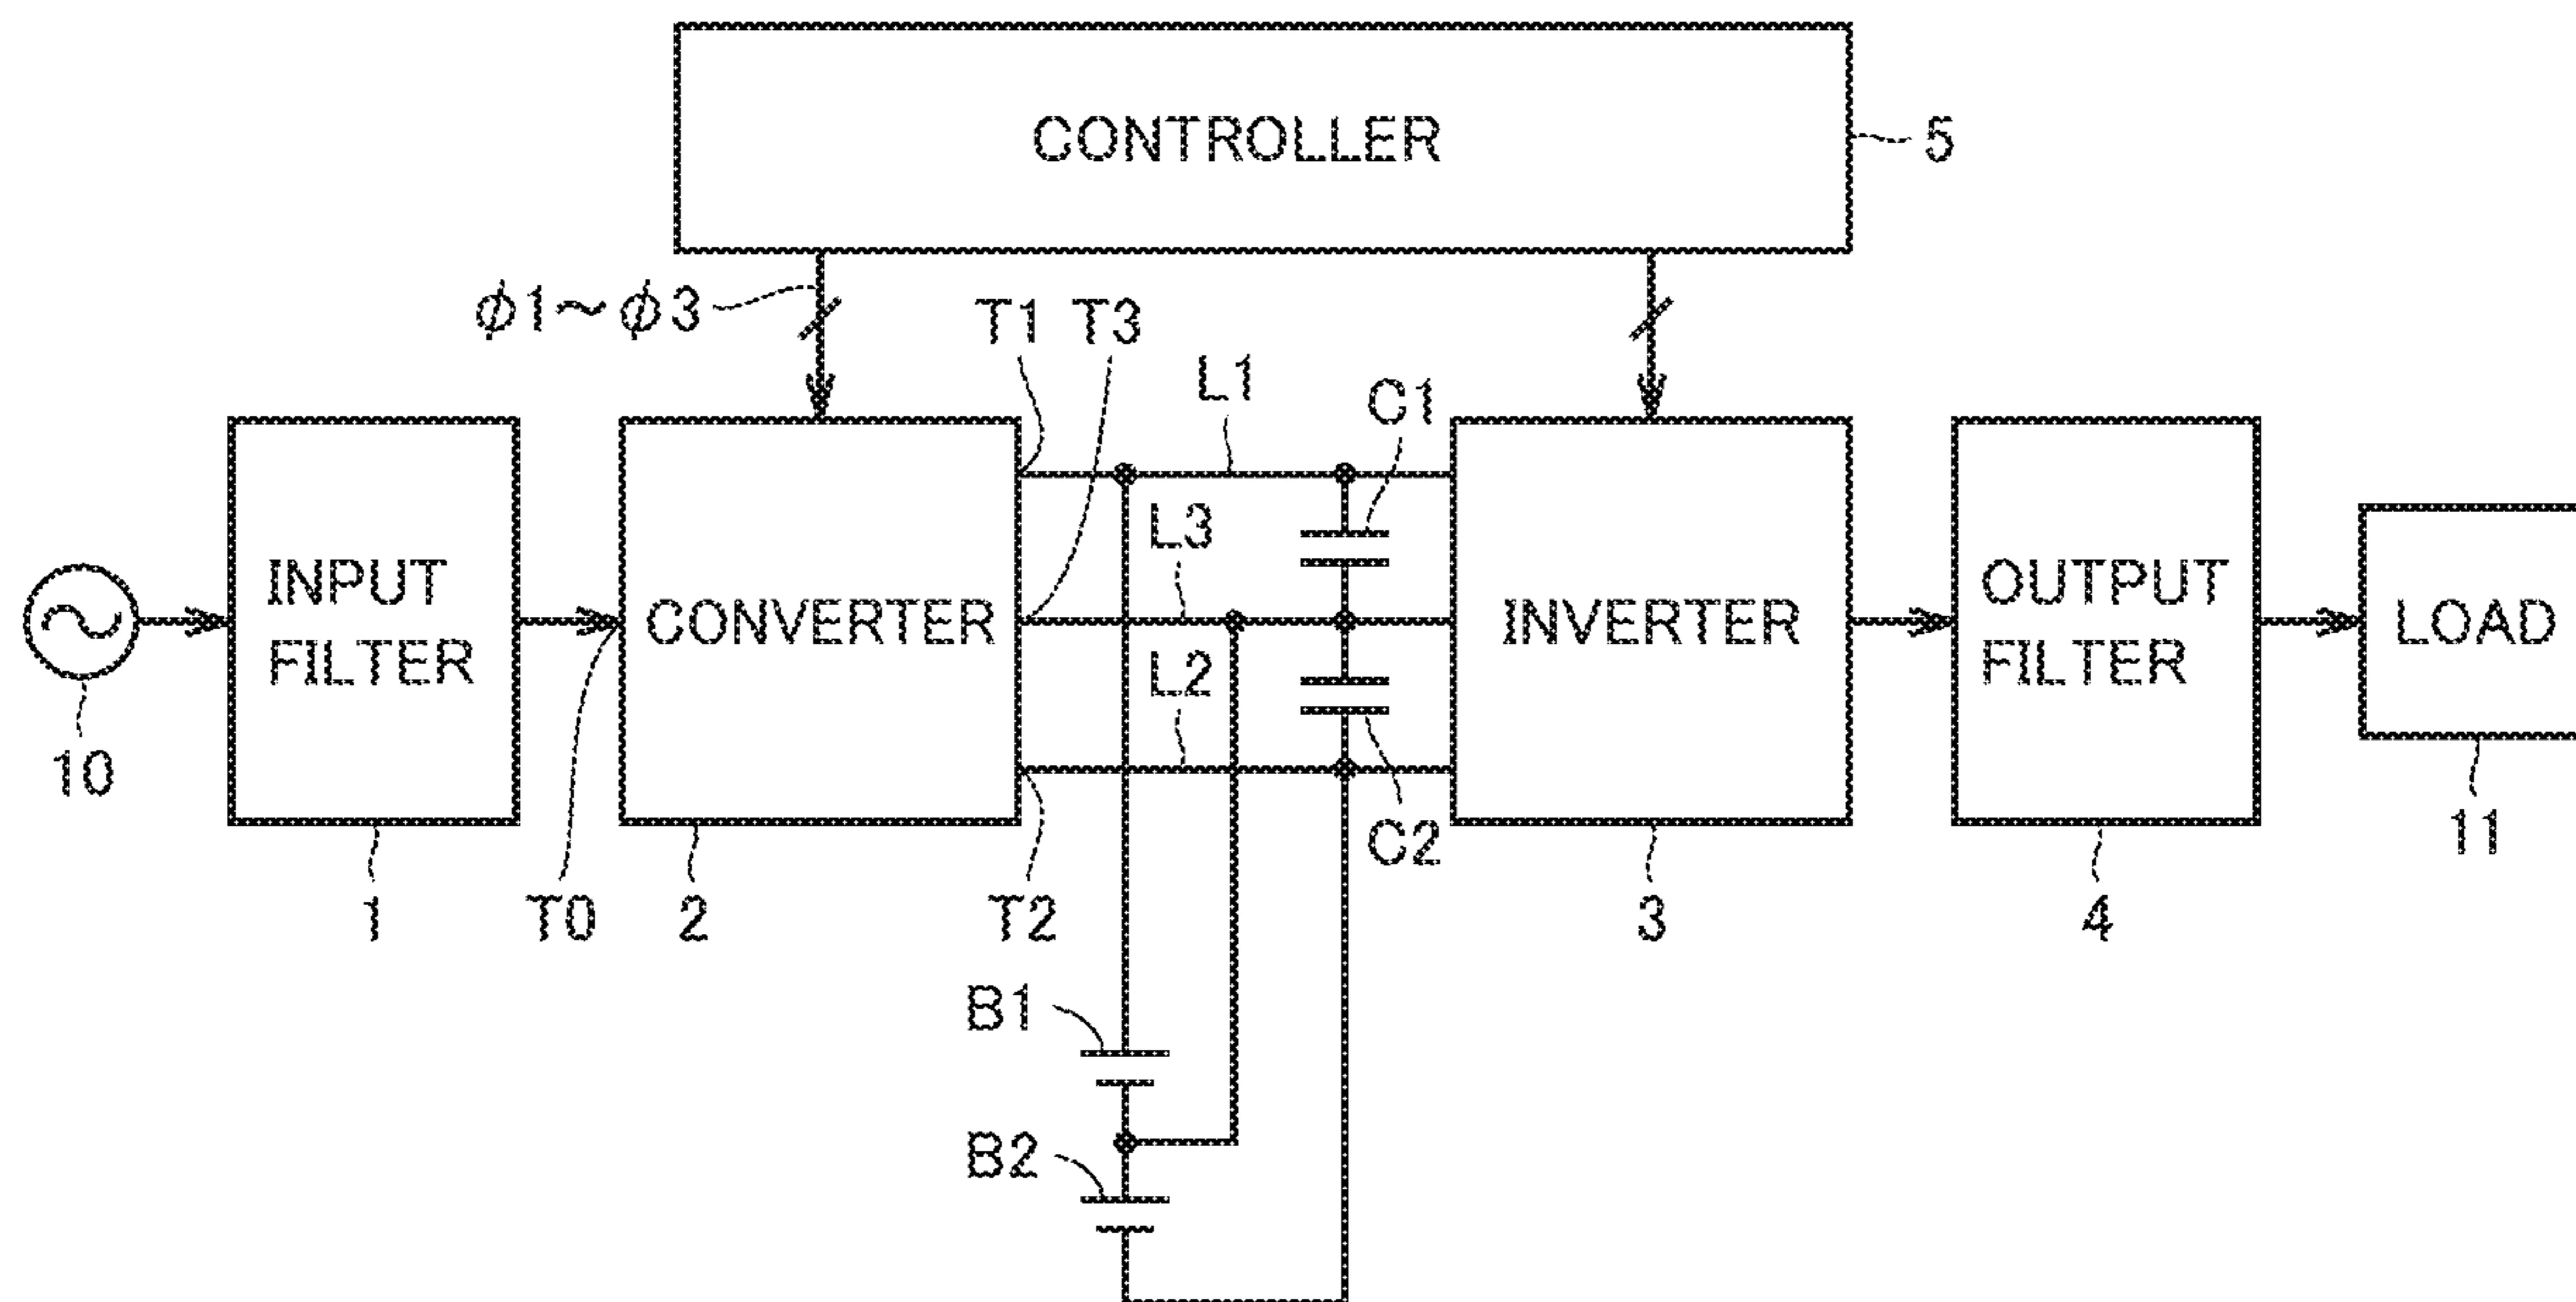 CONTROLLER
5
ϕ1～ϕ3
T1
T3
L1
C1
INPUT
FILTER
CONVERTER
L3
L2
INVERTER
OUTPUT
FILTER
LOAD
10
1
T0
2
T2
C2
3
4
11
B1
B2